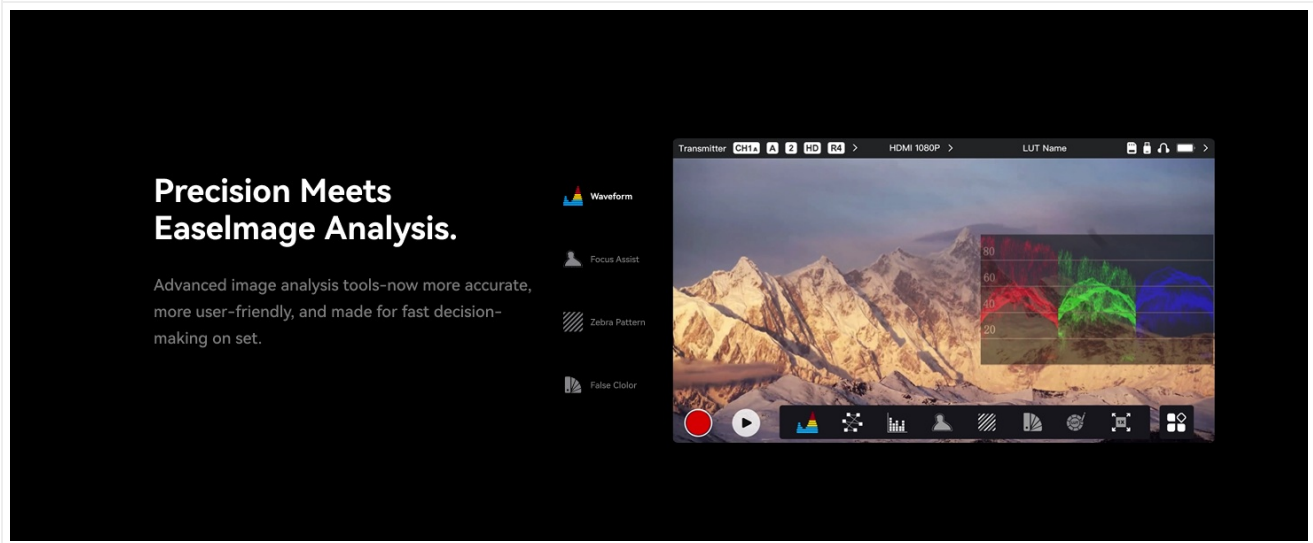 Precision Meets
EaseImage Analysis.
Advanced image analysis tools-now more accurate,
more user-friendly, and made for fast decision-
making on set.
Waveform
Focus Assist
Zebra Pattern
False Clolor
Transmitter CH1A A 2 HD R4 > HDMI 1080P > LUT Name >
80
60
40
20